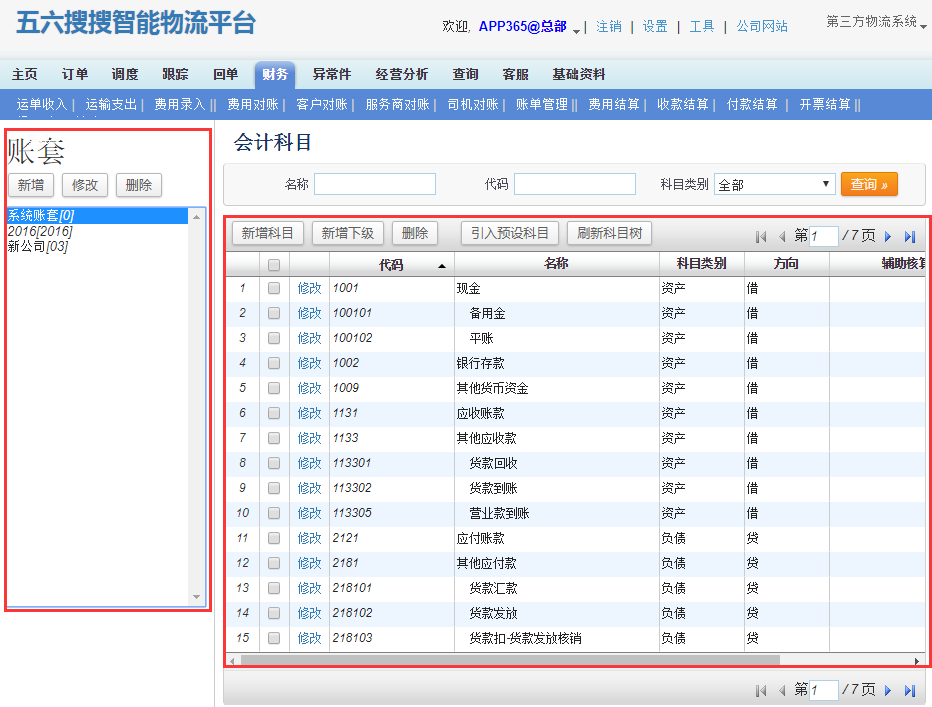 五六搜搜智能物流平台
欢迎, APP365@总部 | 注销 | 设置 | 工具 | 公司网站
第三方物流系统
主页 订单 调度 跟踪 回单 财务 异常件 经营分析 查询 客服 基础资料
运单收入| 运输支出| 费用录入|| 费用对账| 客户对账| 服务商对账| 司机对账| 账单管理|| 费用结算| 收款结算| 付款结算 | 开票结算||
账套
新增 修改 删除
系统账套[0]
2016[2016]
新公司[03]
会计科目
名称 代码 科目类别 全部 查询 »
新增科目 新增下级 删除 引入预设科目 刷新科目树 第 1 / 7 页
代码 名称 科目类别 方向 辅助核算
1 修改 1001 现金 资产 借
2 修改 100101 备用金 资产 借
3 修改 100102 平账 资产 借
4 修改 1002 银行存款 资产 借
5 修改 1009 其他货币资金 资产 借
6 修改 1131 应收账款 资产 借
7 修改 1133 其他应收款 资产 借
8 修改 113301 货款回收 资产 借
9 修改 113302 货款到账 资产 借
10 修改 113305 营业款到账 资产 借
11 修改 2121 应付账款 负债 贷
12 修改 2181 其他应付款 负债 贷
13 修改 218101 货款汇款 负债 贷
14 修改 218102 货款发放 负债 贷
15 修改 218103 货款扣-货款发放核销 负债 贷
第 1 / 7 页